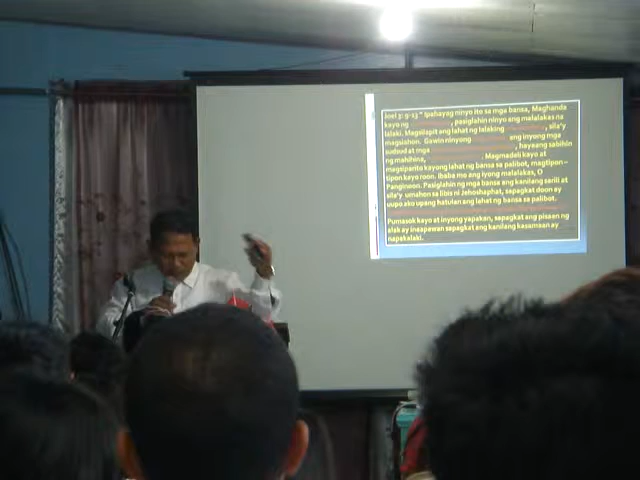 Joel 3: 9-13 " Ipahayag ninyo ito sa mga bansa, Maghanda
kayo ng , pasiglahin ninyo ang malalakas na
lalaki. Magsilapit ang lahat ng lalaking , sila'y
magsiahon. Gawin ninyong ang inyong mga
sudsod at mga , hayaang sabihin
ng mahihina, . Magmadali kayo at
magsiparito kayong lahat ng bansa sa palibot, magtipon –
tipon kayo roon. Ibaba mo ang iyong malalakas, O
Panginoon. Pasiglahin ng mga bansa ang kanilang sarili at
sila'y umahon sa libis ni Jehoshaphat, sapagkat doon ay
uupo ako upang hatulan ang lahat ng bansa sa palibot.
Pumasok kayo at inyong yapakan, sapagkat ang pisaan ng
alak ay inaapawan sapagkat ang kanilang kasamaan ay
napakalaki.